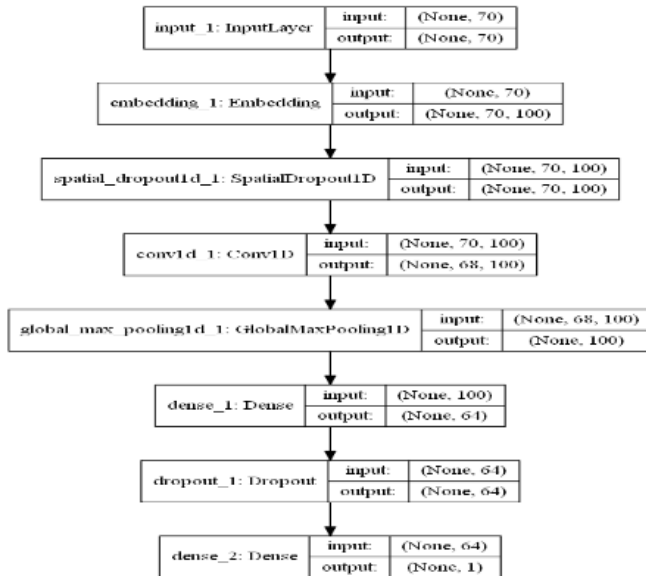 input_1: InputLayer
input: (None, 70)
output: (None, 70)
embedding_1: Embedding
input: (None, 70)
output: (None, 70, 100)
spatial_dropout1d_1: SpatialDropout1D
input: (None, 70, 100)
output: (None, 70, 100)
conv1d_1: Conv1D
input: (None, 70, 100)
output: (None, 68, 100)
global_max_pooling1d_1: GlobalMaxPooling1D
input: (None, 68, 100)
output: (None, 100)
dense_1: Dense
input: (None, 100)
output: (None, 64)
dropout_1: Dropout
input: (None, 64)
output: (None, 64)
dense_2: Dense
input: (None, 64)
output: (None, 1)